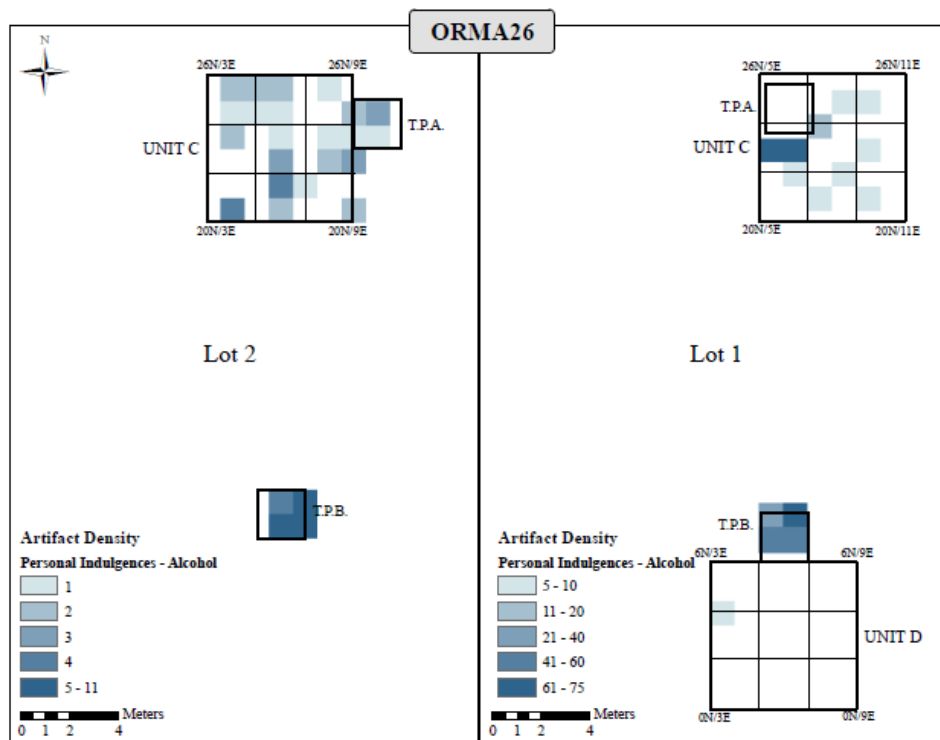 ORMA26
N
26N/3E 26N/9E
T.P.A.
UNIT C
20N/3E 20N/9E
Lot 2
T.P.B.
Artifact Density
Personal Indulgences - Alcohol
1
2
3
4
5 - 11
Meters
0 1 2 4
26N/5E 26N/11E
T.P.A.
UNIT C
20N/5E 20N/11E
Lot 1
T.P.B.
6N/3E 6N/9E
UNIT D
0N/3E 0N/9E
Artifact Density
Personal Indulgences - Alcohol
5 - 10
11 - 20
21 - 40
41 - 60
61 - 75
Meters
0 1 2 4